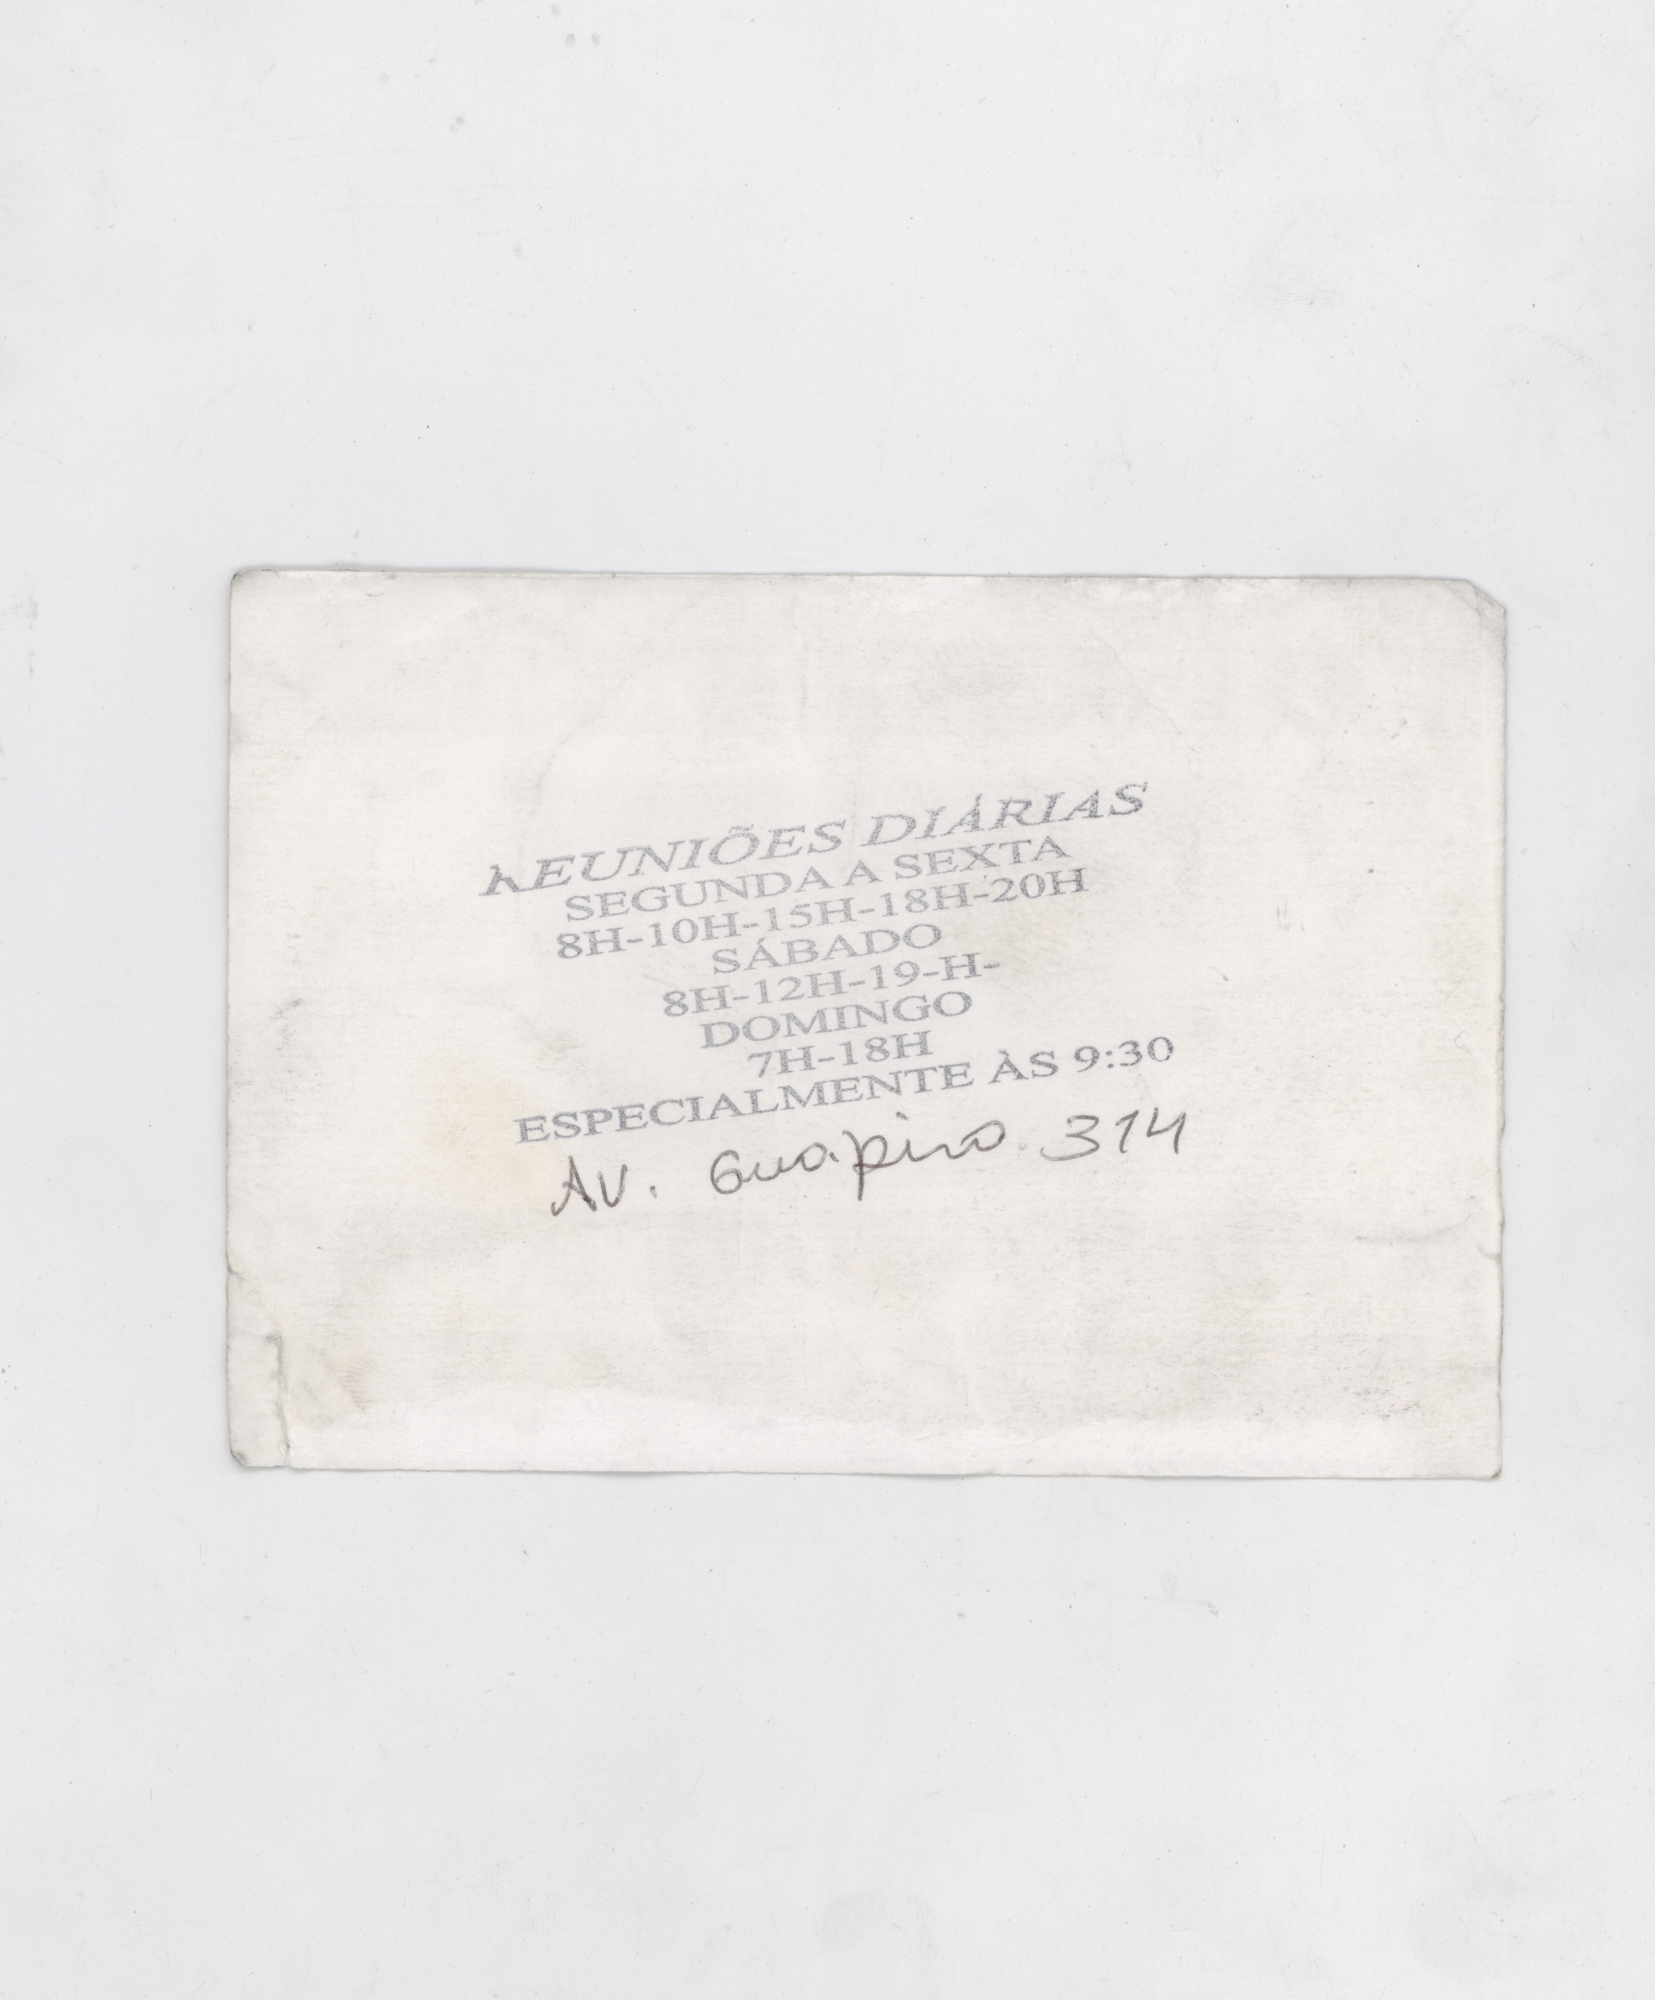 REUNIÕES DIÁRIAS
SEGUNDA A SEXTA
8H-10H-15H-18H-20H
SÁBADO
8H-12H-19-H-
DOMINGO
7H-18H
ESPECIALMENTE ÀS 9:30
Av. Guapira 314